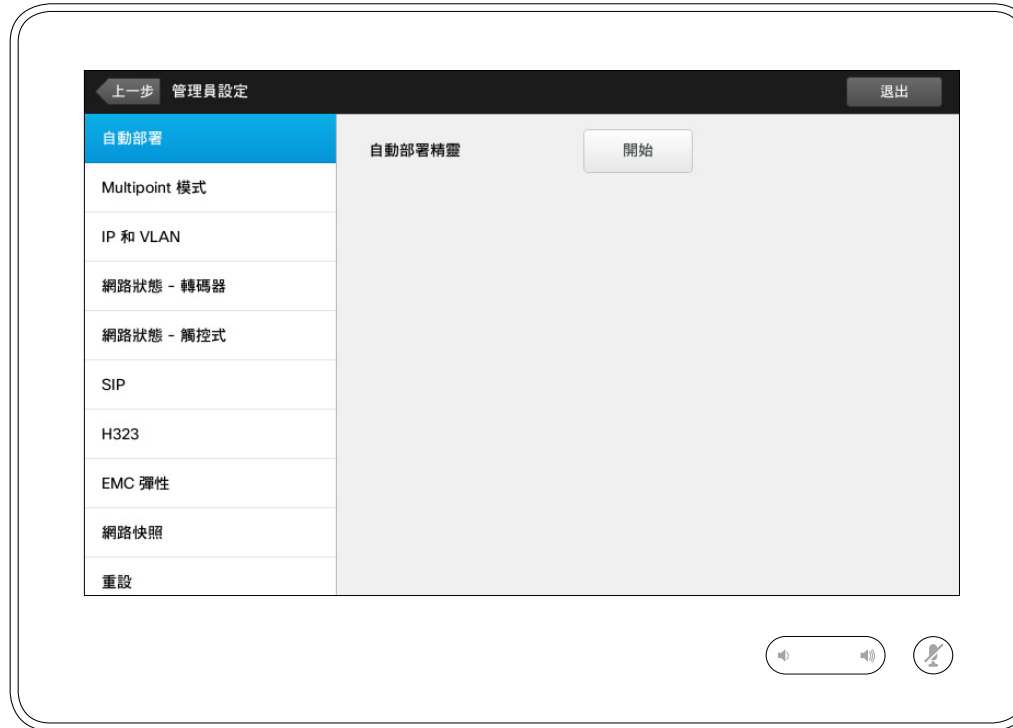 上一步 管理員設定 退出
自動部署
自動部署精靈 開始
Multipoint 模式
IP 和 VLAN
網路狀態 - 轉碼器
網路狀態 - 觸控式
SIP
H323
EMC 彈性
網路快照
重設